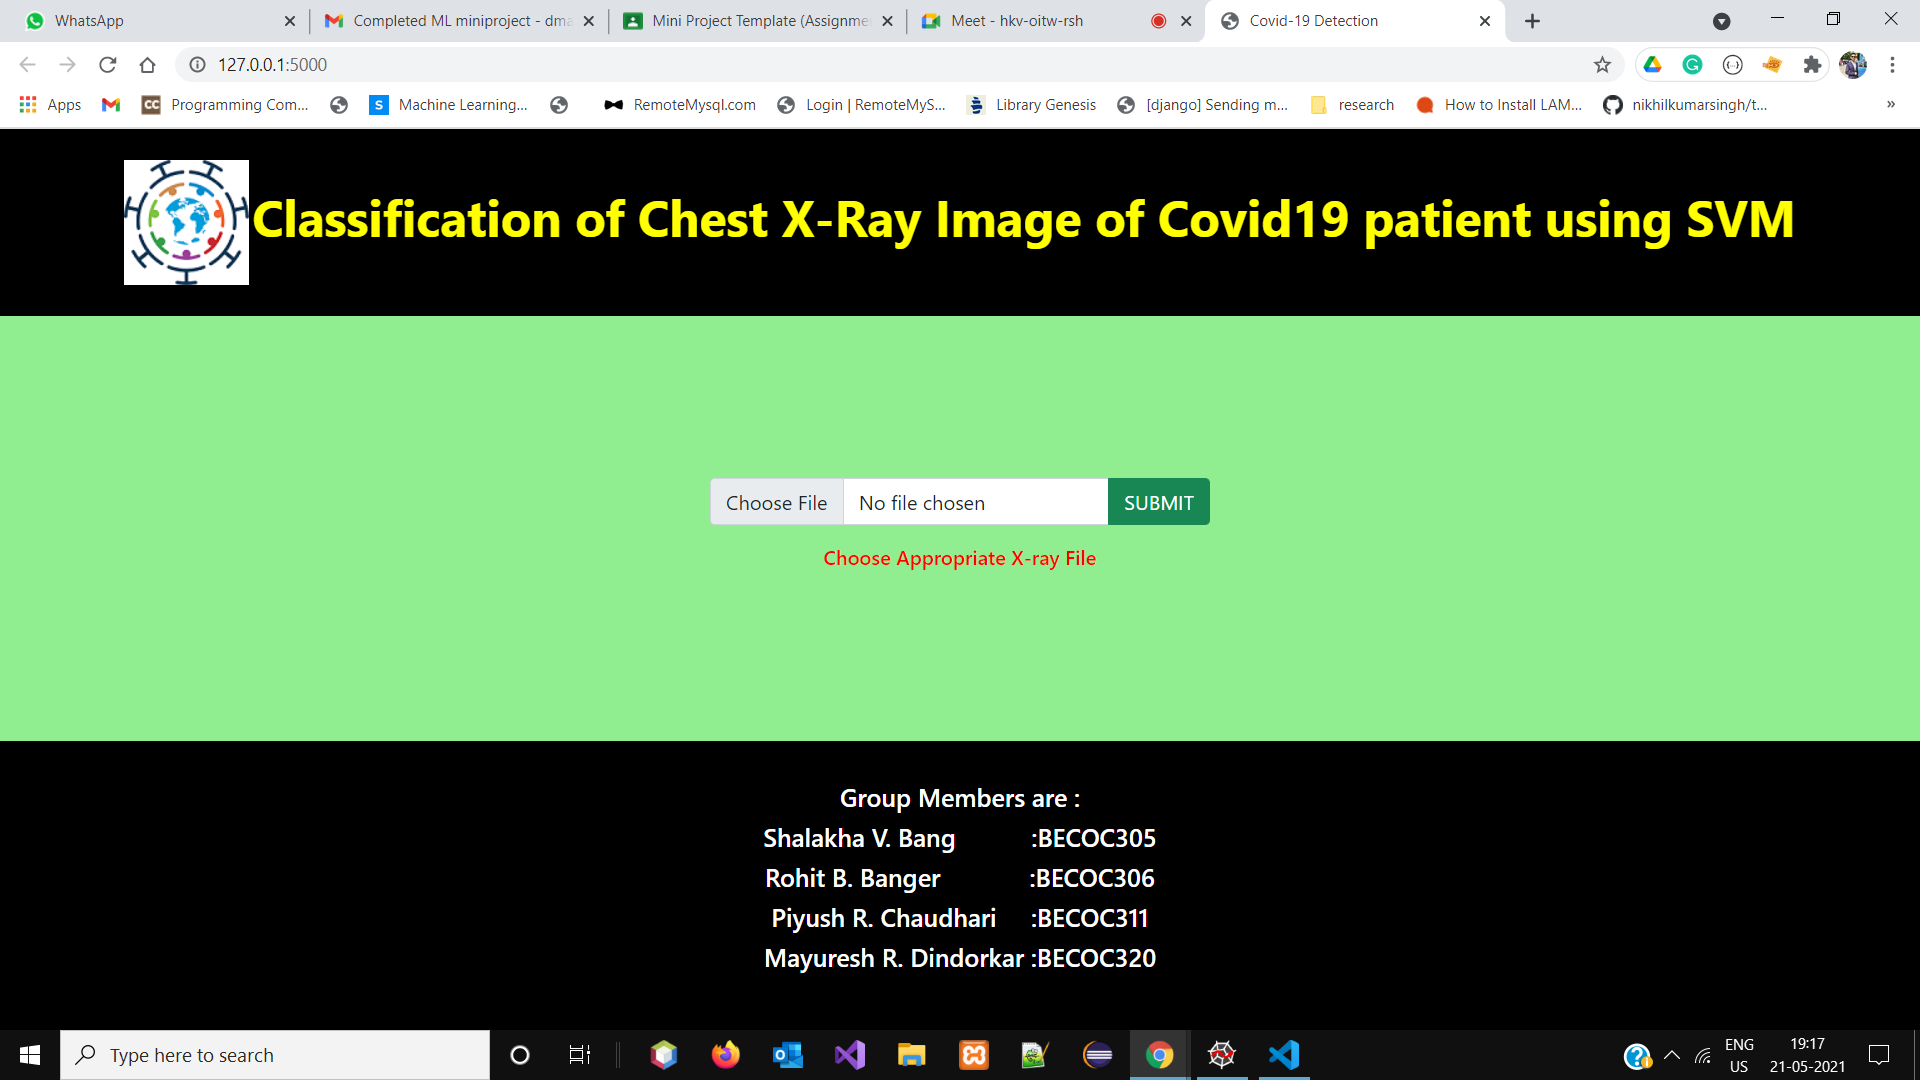 WhatsApp
Completed ML miniproject - dma
Mini Project Template (Assignme
Meet - hkv-oitw-rsh
Covid-19 Detection
127.0.0.1:5000
Apps
CC
Programming Com...
S
Machine Learning...
RemoteMysql.com
Login | RemoteMyS...
Library Genesis
[django] Sending m...
research
How to Install LAM...
nikhilkumarsingh/t...
»
Classification of Chest X-Ray Image of Covid19 patient using SVM
Choose File No file chosen SUBMIT
Choose Appropriate X-ray File
Group Members are :
Shalakha V. Bang :BECOC305
Rohit B. Banger :BECOC306
Piyush R. Chaudhari :BECOC311
Mayuresh R. Dindorkar :BECOC320
Type here to search
ENG
US
19:17
21-05-2021